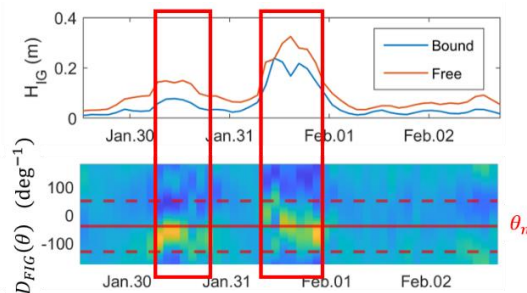 0.4
0.2
0
H_IG (m)
Bound
Free
Jan.30 Jan.31 Feb.01 Feb.02
D_FIG(θ) (deg⁻¹)
100
0
-100
θ_n
Jan.30 Jan.31 Feb.01 Feb.02